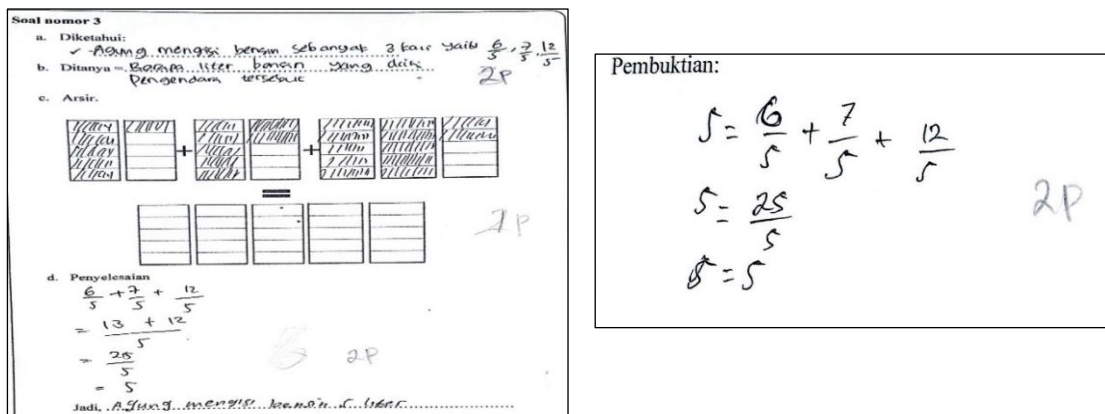 Soal nomor 3
a. Diketahui:
✓ - Agung mengisi bensin sebanyak 3 kali yaitu 6/5, 7/5, 12/5
b. Ditanya = Berapa liter bensin yang diisi
Pengendara tersebut
2P
c. Arsir.
+ +
=
1P
d. Penyelesaian
6/5 + 7/5 + 12/5
= 13 + 12 / 5
= 25/5
= 5
2P
Jadi, Agung mengisi bensin 5 liter
Pembuktian:
5 = 6/5 + 7/5 + 12/5
5 = 25/5
5 = 5
2P